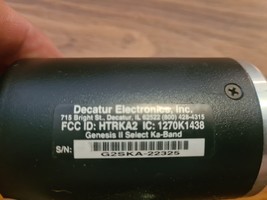 Decatur Electronics, Inc.
715 Bright St., Decatur, IL 62522 (800) 428-4315
FCC ID: HTRKA2 IC: 1270K1438
Genesis II Select Ka-Band
S/N:
G2SKA-22325